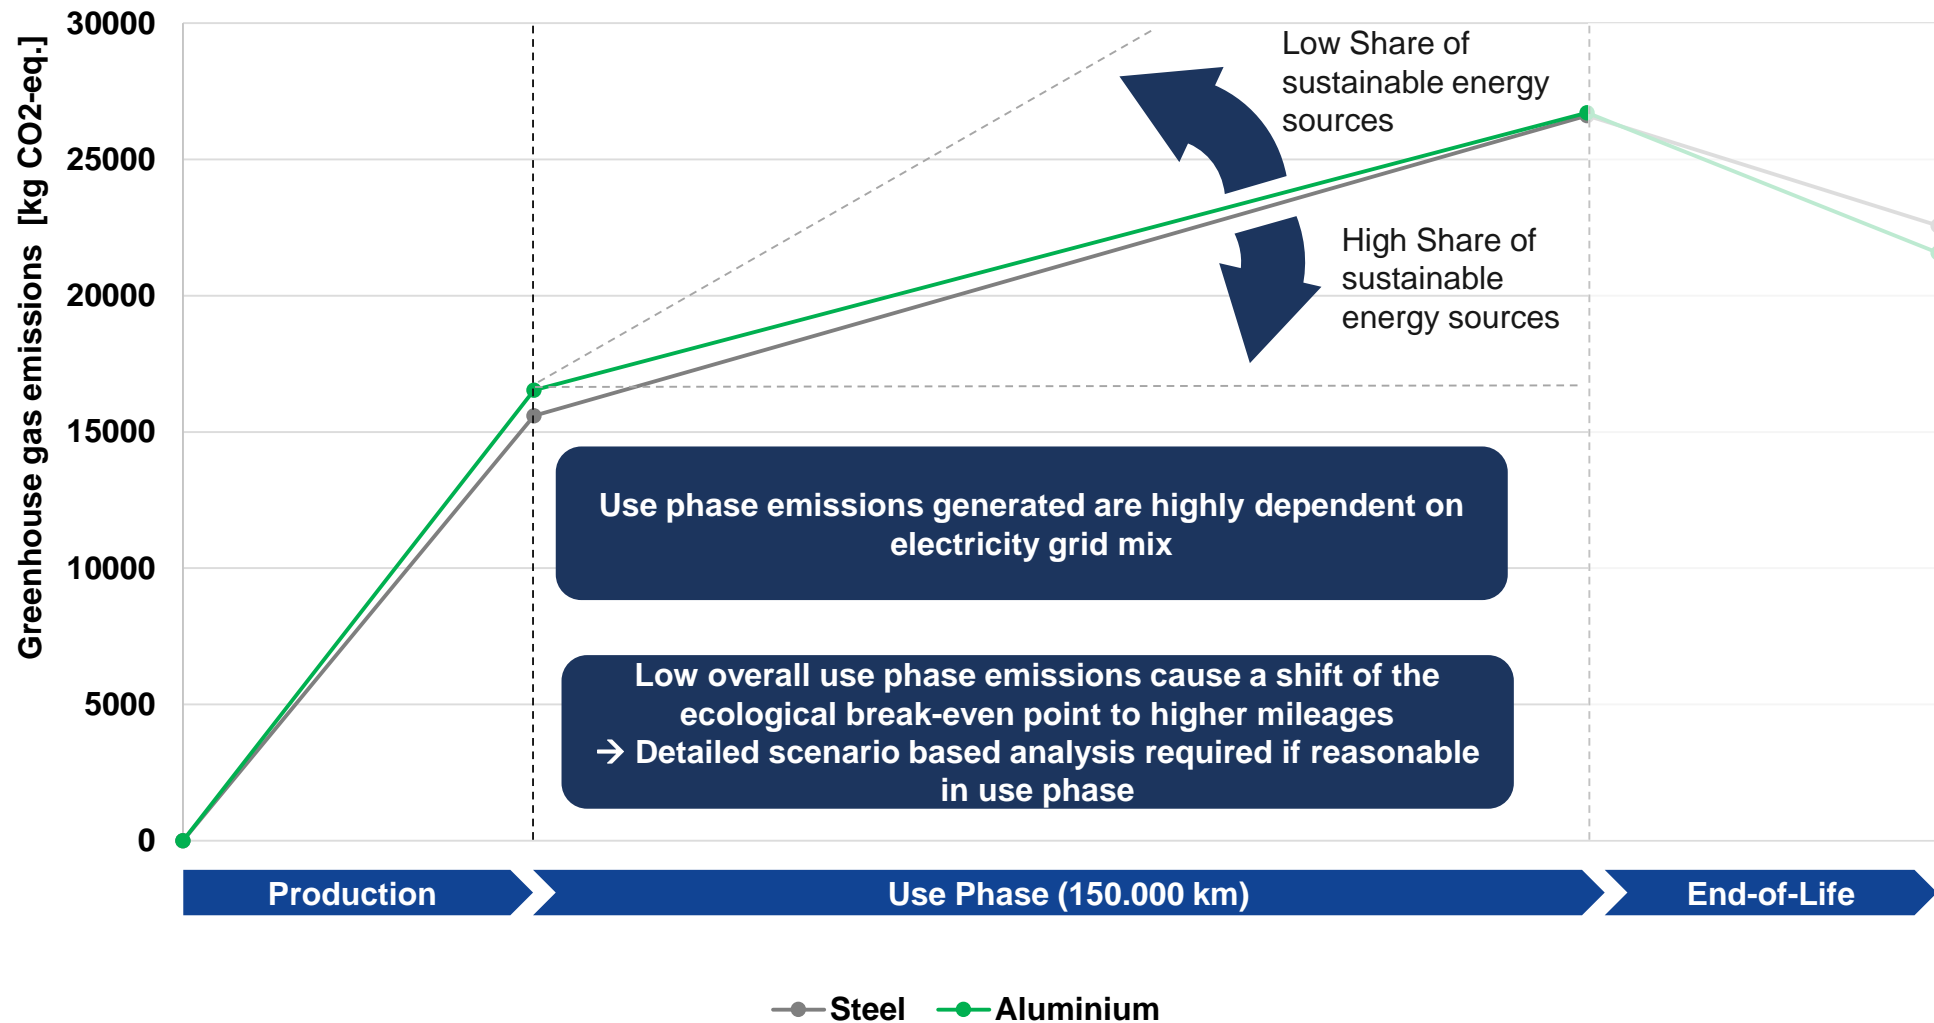 Greenhouse gas emissions [kg CO2-eq.]
30000
25000
20000
15000
10000
5000
0
Low Share of
sustainable energy
sources
High Share of
sustainable
energy sources
Use phase emissions generated are highly dependent on
electricity grid mix
Low overall use phase emissions cause a shift of the
ecological break-even point to higher mileages
→ Detailed scenario based analysis required if reasonable
in use phase
Production
Use Phase (150.000 km)
End-of-Life
Steel
Aluminium